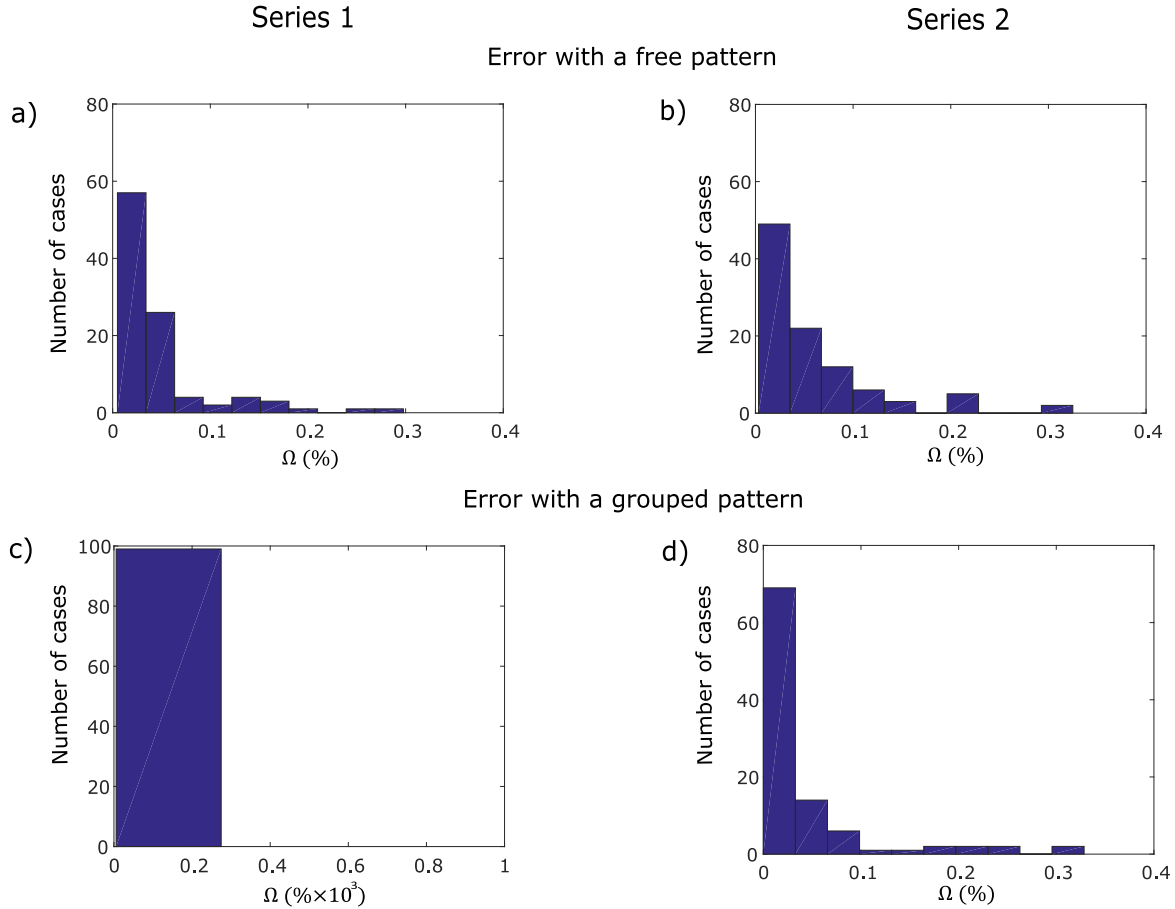 Series 1
Series 2
Error with a free pattern
a)
Number of cases
80
60
40
20
0
0
0.1
0.2
0.3
0.4
Ω (%)
b)
Number of cases
80
60
40
20
0
0
0.1
0.2
0.3
0.4
Ω (%)
Error with a grouped pattern
c)
Number of cases
100
80
60
40
20
0
0
0.2
0.4
0.6
0.8
1
Ω (%×10³)
d)
Number of cases
80
60
40
20
0
0
0.1
0.2
0.3
0.4
Ω (%)